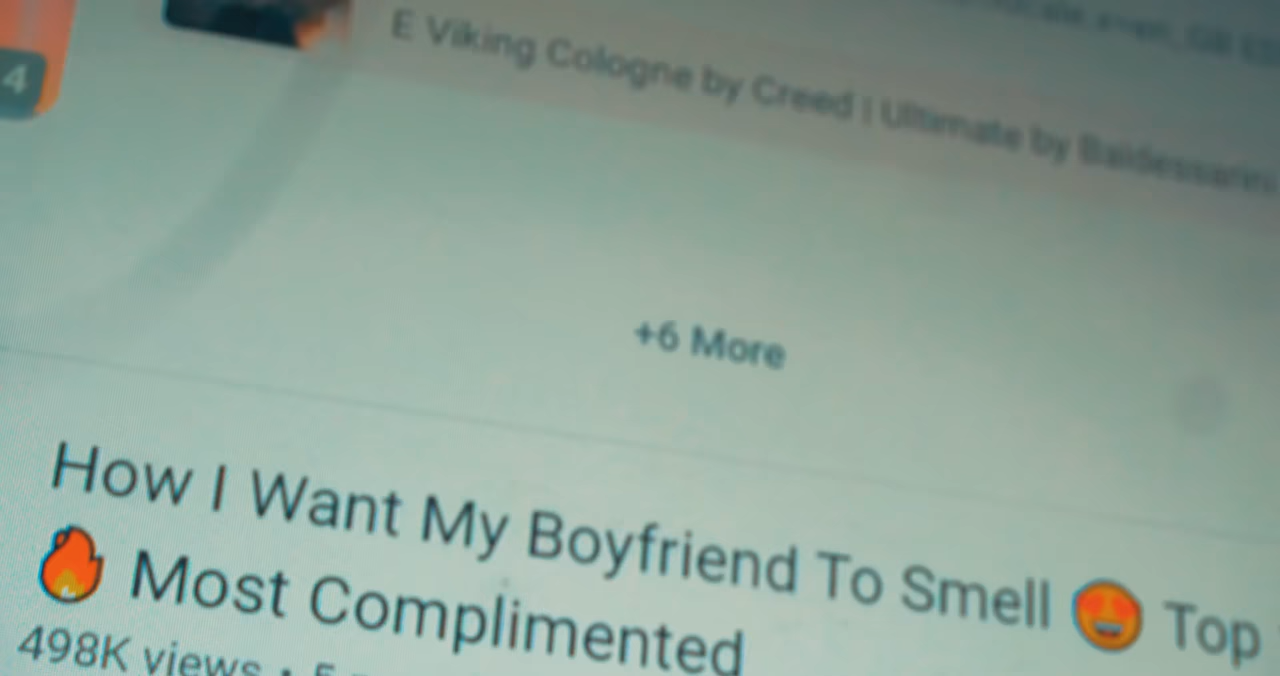 4
E Viking Cologne by Creed | Ultimate by Baldessarini
+6 More
How I Want My Boyfriend To Smell 🤩 Top
🔥 Most Complimented
498K views •